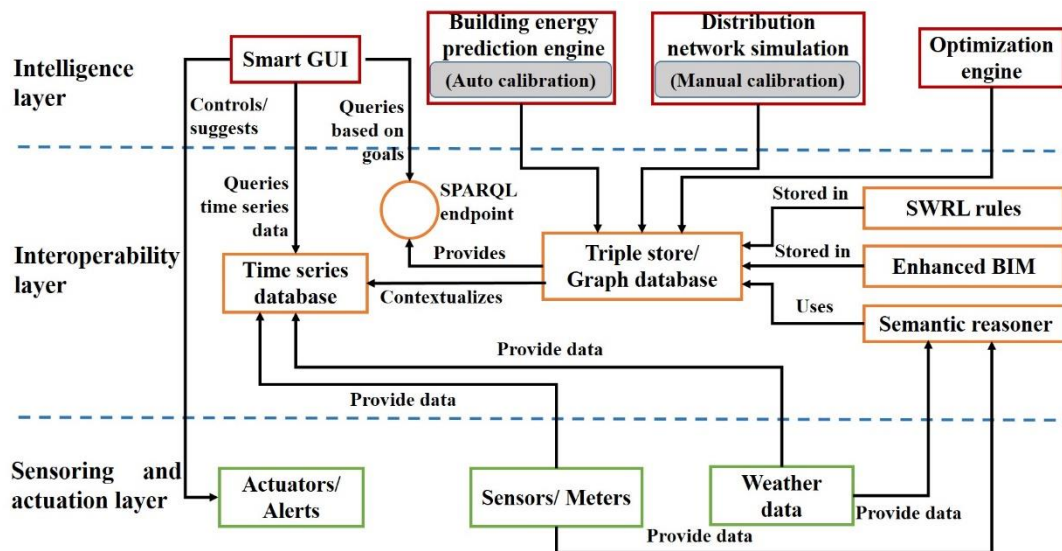 Building energy
prediction engine
(Auto calibration)
Distribution
network simulation
(Manual calibration)
Optimization
engine
Intelligence
layer
Smart GUI
Controls/
suggests
Queries
based on
goals
Queries
time series
data
SPARQL
endpoint
Stored in
SWRL rules
Interoperability
layer
Time series
database
Provides
Contextualizes
Triple store/
Graph database
Stored in
Enhanced BIM
Uses
Semantic reasoner
Provide data
Provide data
Sensoring and
actuation layer
Actuators/
Alerts
Sensors/ Meters
Weather
data
Provide data
Provide data